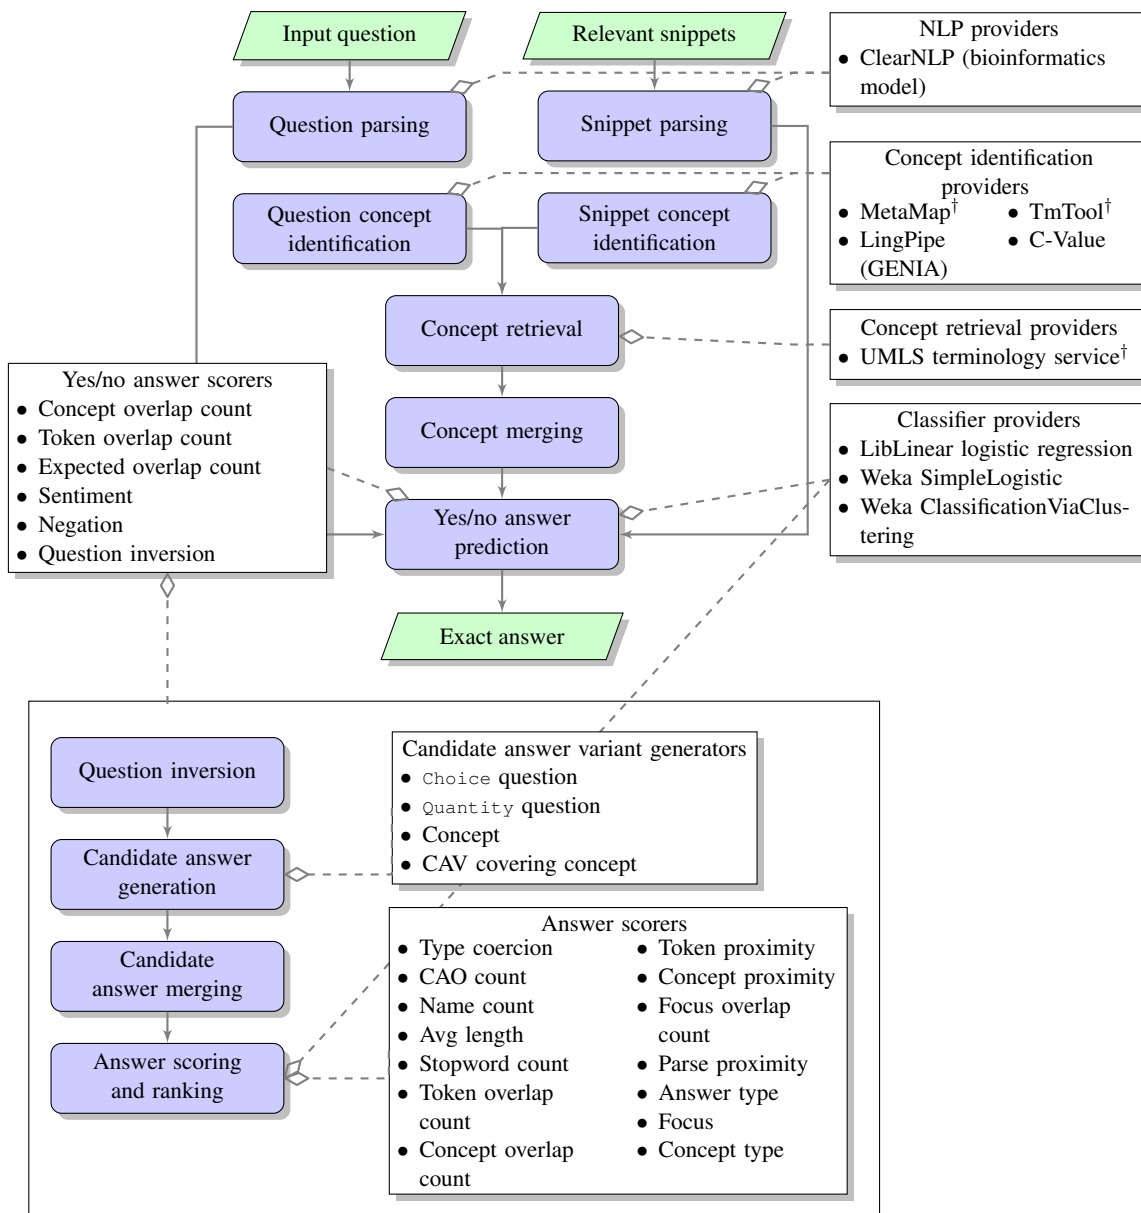 Input question
Relevant snippets
NLP providers
• ClearNLP (bioinformatics
model)
Question parsing
Snippet parsing
Concept identification
providers
• MetaMap†
• LingPipe
(GENIA)
• TmTool†
• C-Value
Question concept
identification
Snippet concept
identification
Concept retrieval
Concept retrieval providers
• UMLS terminology service†
Yes/no answer scorers
• Concept overlap count
• Token overlap count
• Expected overlap count
• Sentiment
• Negation
• Question inversion
Concept merging
Classifier providers
• LibLinear logistic regression
• Weka SimpleLogistic
• Weka ClassificationViaClus-
tering
Yes/no answer
prediction
Exact answer
Question inversion
Candidate answer
generation
Candidate
answer merging
Answer scoring
and ranking
Candidate answer variant generators
• Choice question
• Quantity question
• Concept
• CAV covering concept
Answer scorers
• Type coercion
• CAO count
• Name count
• Avg length
• Stopword count
• Token overlap
count
• Concept overlap
count
• Token proximity
• Concept proximity
• Focus overlap
count
• Parse proximity
• Answer type
• Focus
• Concept type